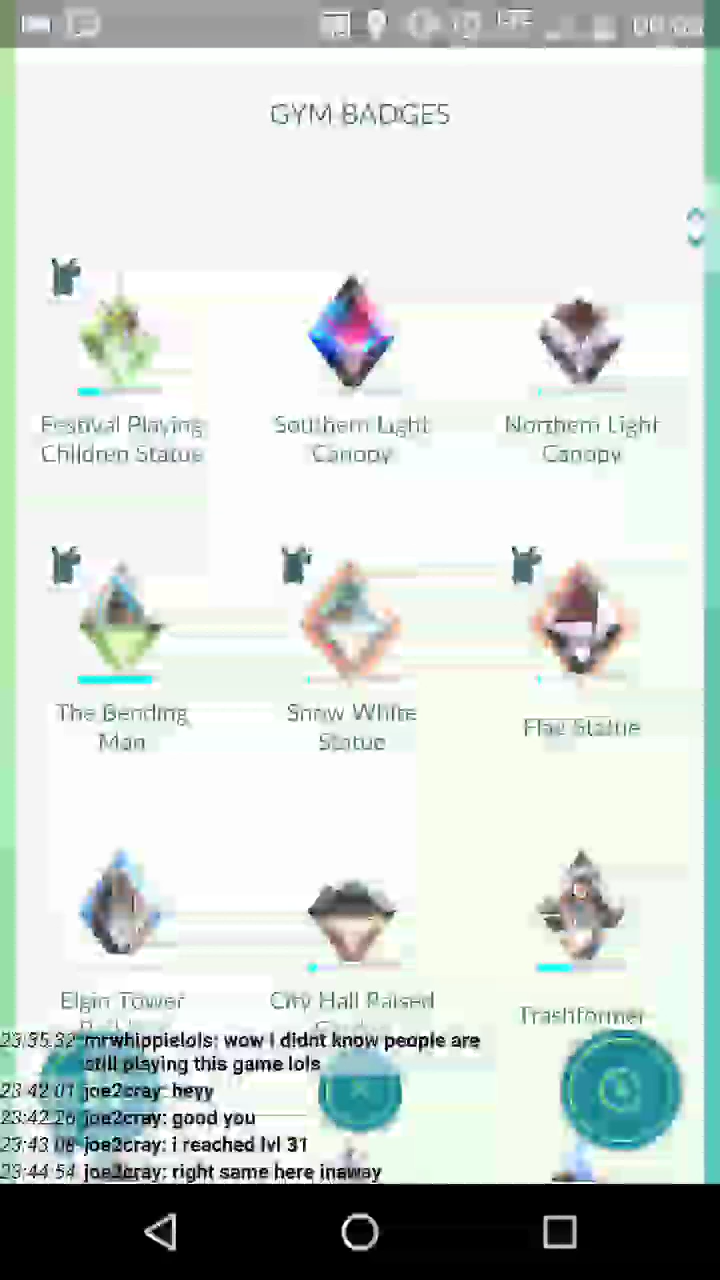 GYM BADGES
Festival Playing
Children Statue
Southern Light
Canopy
Northern Light
Canopy
The Bending
Man
Snow White
Statue
Flag Statue
Elgin Tower
City Hall Raised
Trashformer
23:35:32 mrwhippielols: wow i didnt know people are
still playing this game lols
23:42:01 joe2cray: heyy
23:42:26 joe2cray: good you
23:43:08 joe2cray: i reached lvl 31
23:44:54 joe2cray: right same here inaway